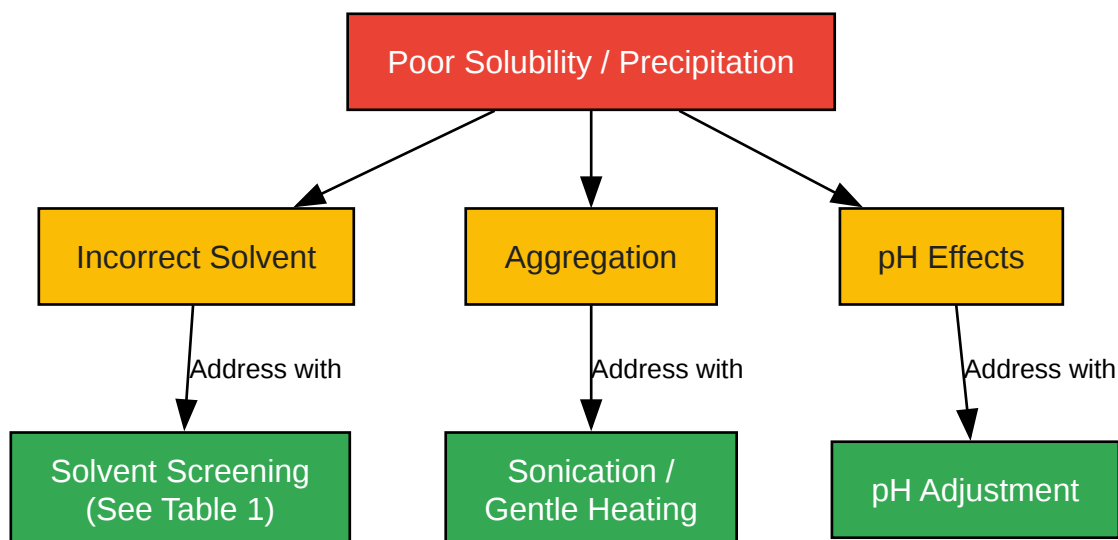 Poor Solubility / Precipitation
Incorrect Solvent
Aggregation
pH Effects
Address with
Address with
Address with
Solvent Screening
(See Table 1)
Sonication /
Gentle Heating
pH Adjustment